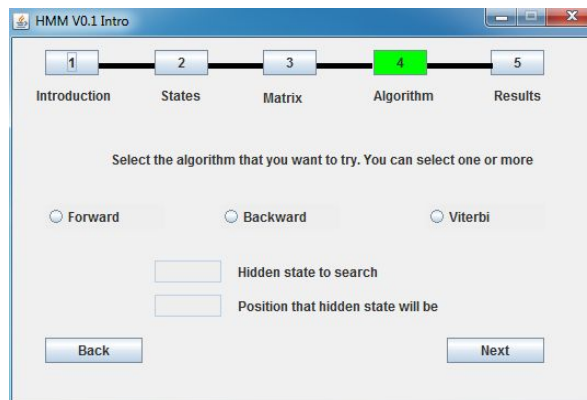 HMM V0.1 Intro
1 2 3 4 5
Introduction States Matrix Algorithm Results
Select the algorithm that you want to try. You can select one or more
Forward Backward Viterbi
Hidden state to search
Position that hidden state will be
Back Next